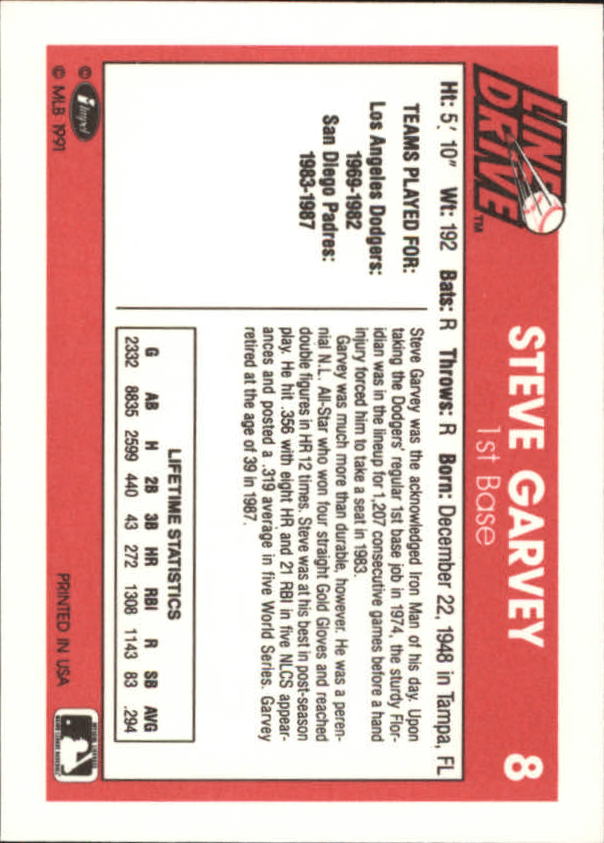 LINE
DRIVE™
STEVE GARVEY
1st Base
8
Ht: 5' 10" Wt: 192 Bats: R Throws: R Born: December 22, 1948 in Tampa, FL
TEAMS PLAYED FOR:
Los Angeles Dodgers:
1969-1982
San Diego Padres:
1983-1987
Steve Garvey was the acknowledged Iron Man of his day. Upon
taking the Dodgers' regular 1st base job in 1974, the sturdy Flor-
idian was in the lineup for 1,207 consecutive games before a hand
injury forced him to take a seat in 1983.
Garvey was much more than durable, however. He was a peren-
nial N.L. All-Star who won four straight Gold Gloves and reached
double figures in HR 12 times. Steve was at his best in post-season
play. He hit .356 with eight HR and 21 RBI in five NLCS appear-
ances and posted a .319 average in five World Series. Garvey
retired at the age of 39 in 1987.
LIFETIME STATISTICS
G AB H 2B 3B HR RBI R SB AVG
2332 8835 2599 440 43 272 1308 1143 83 .294
© Impel
© MLB 1991
PRINTED IN USA